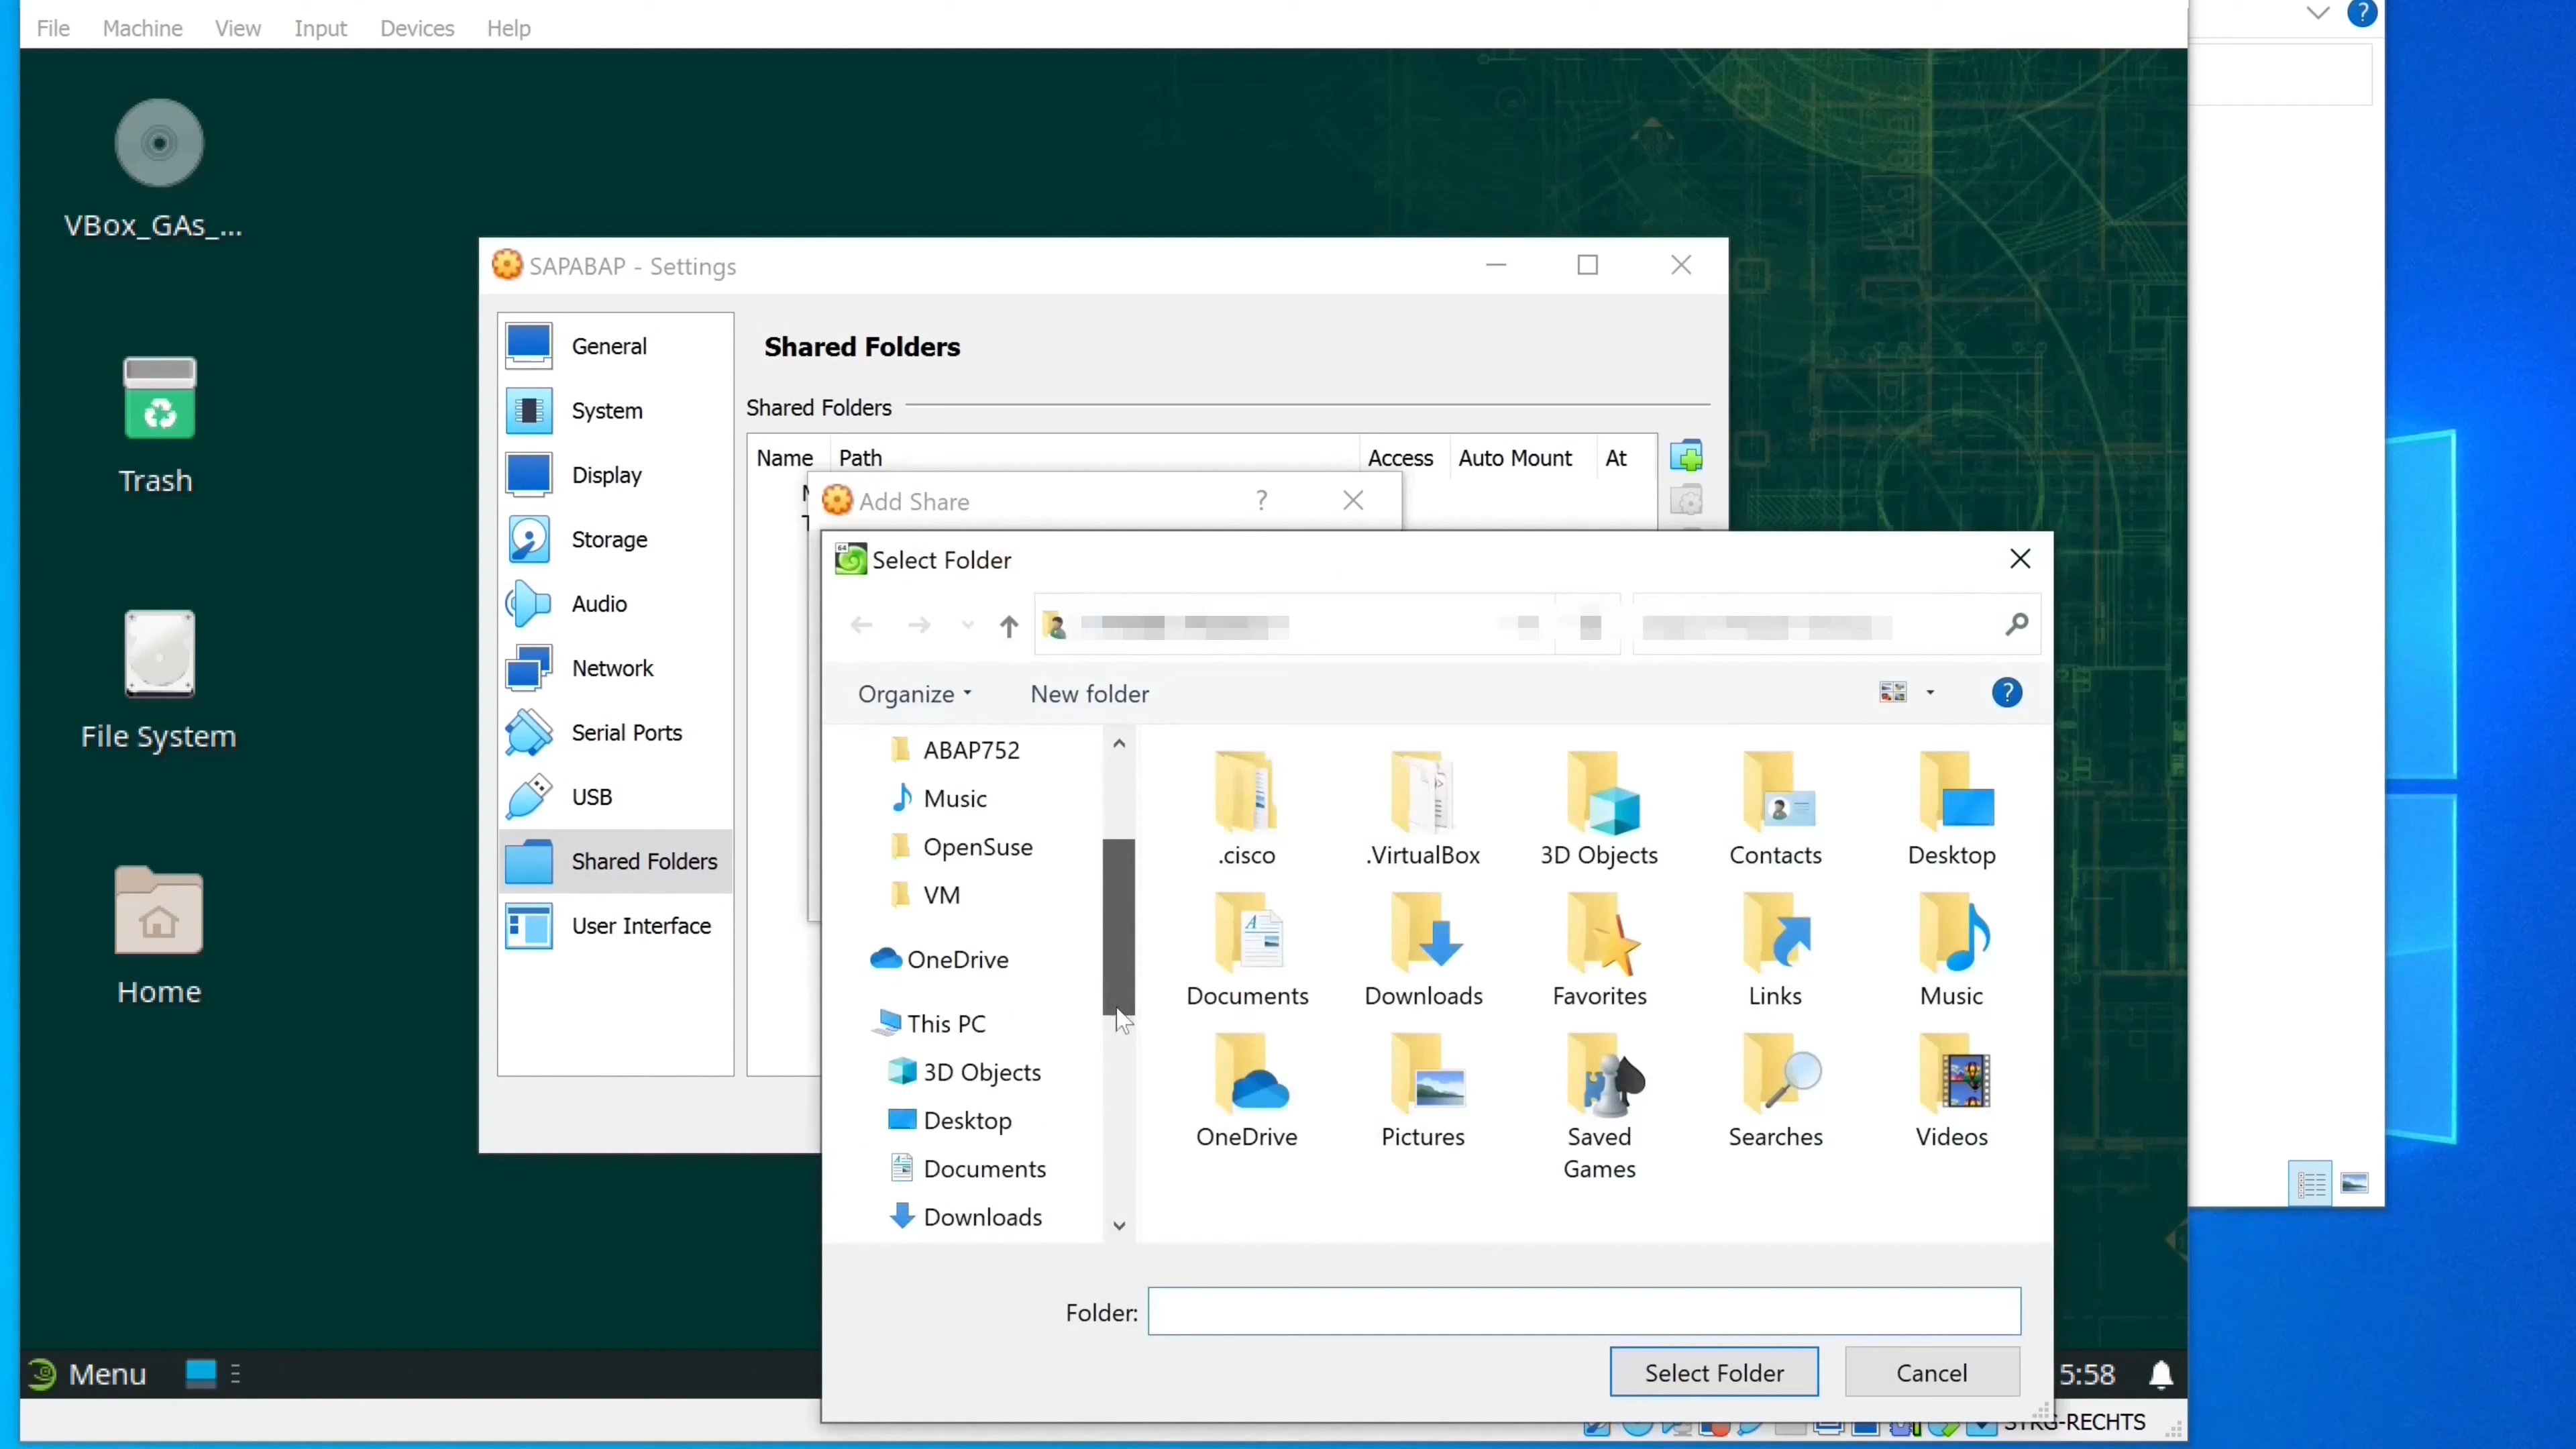 File Machine View Input Devices Help
VBox_GAs_...
Trash
File System
Home
SAPABAP - Settings
General
System
Display
Storage
Audio
Network
Serial Ports
USB
Shared Folders
User Interface
Shared Folders
Shared Folders
Name Path Access Auto Mount At
Add Share ?
Select Folder
Organize New folder
ABAP752
Music
OpenSuse
VM
OneDrive
This PC
3D Objects
Desktop
Documents
Downloads
.cisco .VirtualBox 3D Objects Contacts Desktop
Documents Downloads Favorites Links Music
OneDrive Pictures Saved Games Searches Videos
Folder:
Select Folder Cancel
Menu
5:58
STRG-RECHTS